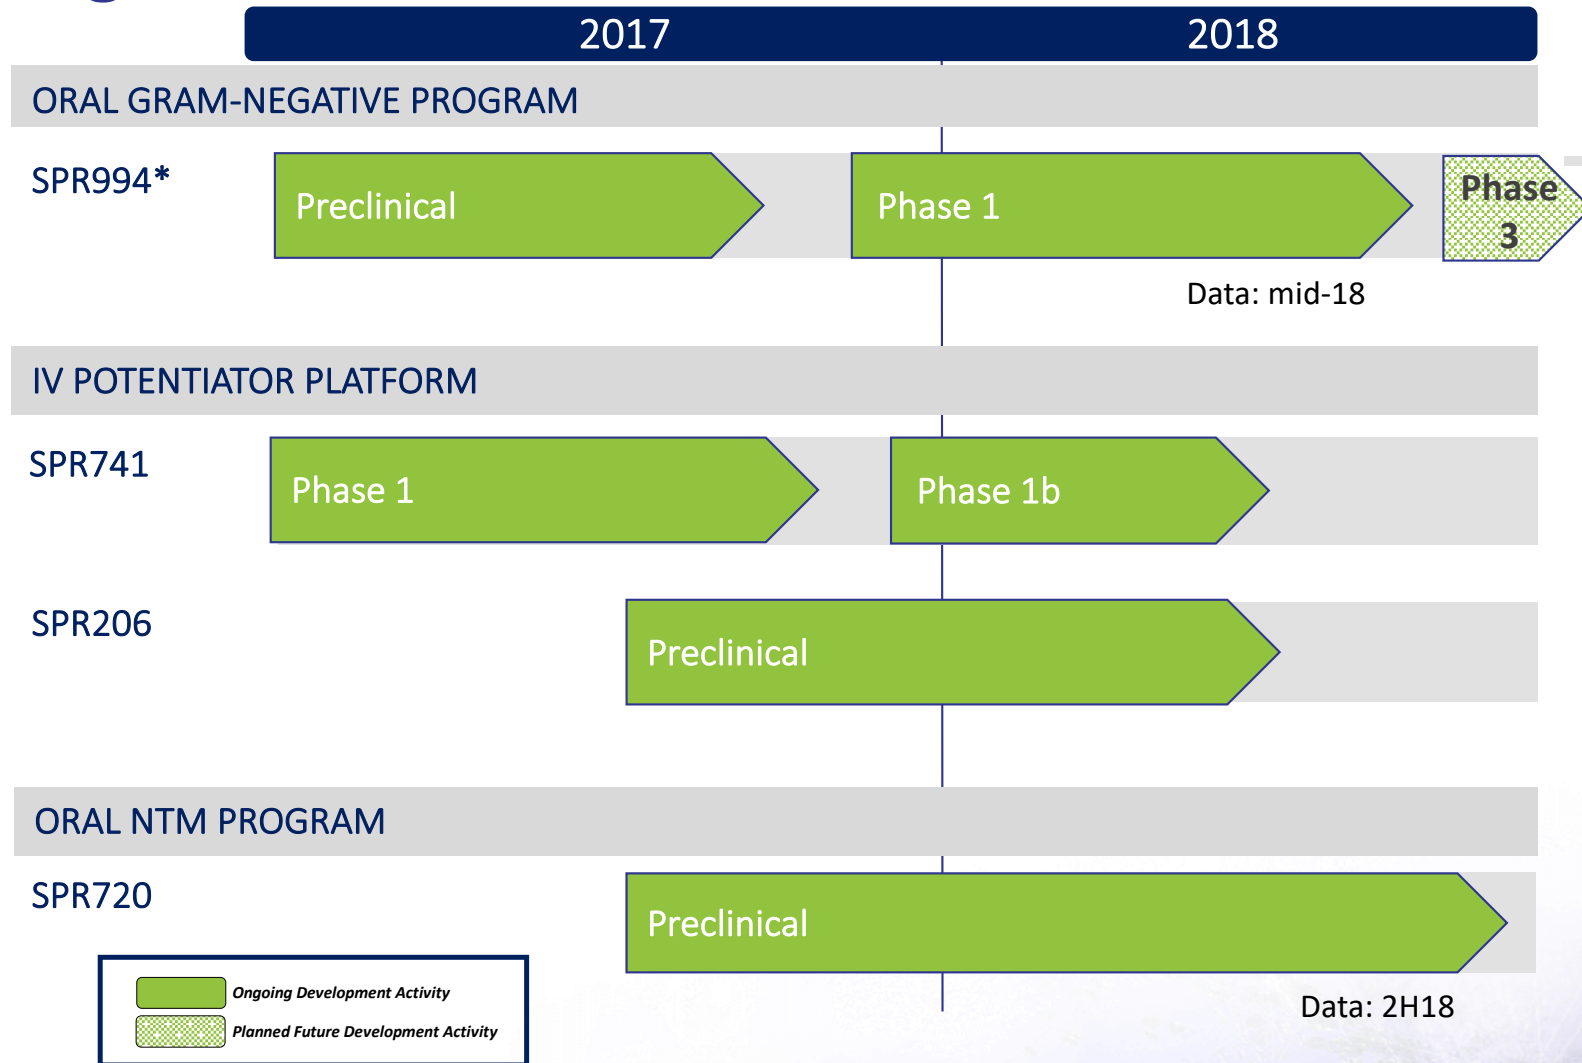 2017 2018
ORAL GRAM-NEGATIVE PROGRAM
SPR994*
Preclinical
Phase 1
Phase
3
Data: mid-18
IV POTENTIATOR PLATFORM
SPR741
Phase 1
Phase 1b
SPR206
Preclinical
ORAL NTM PROGRAM
SPR720
Preclinical
Ongoing Development Activity
Planned Future Development Activity
Data: 2H18